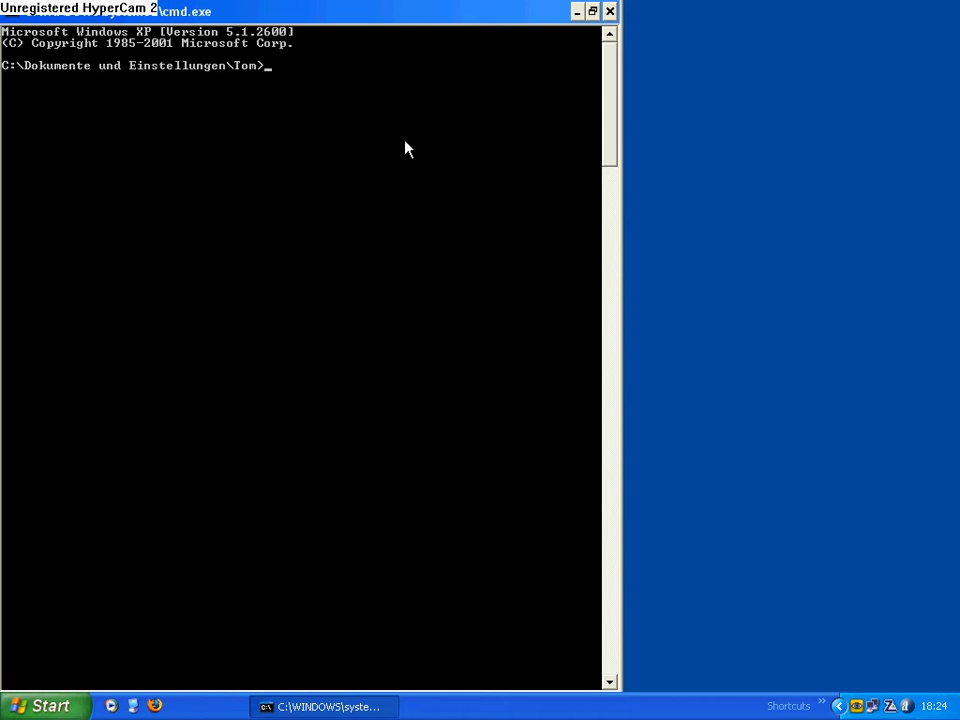 Unregistered HyperCam 2
\cmd.exe
Microsoft Windows XP [Version 5.1.2600]
(C) Copyright 1985-2001 Microsoft Corp.
C:\Dokumente und Einstellungen\Tom>_
Start
C:\WINDOWS\syste...
Shortcuts
18:24